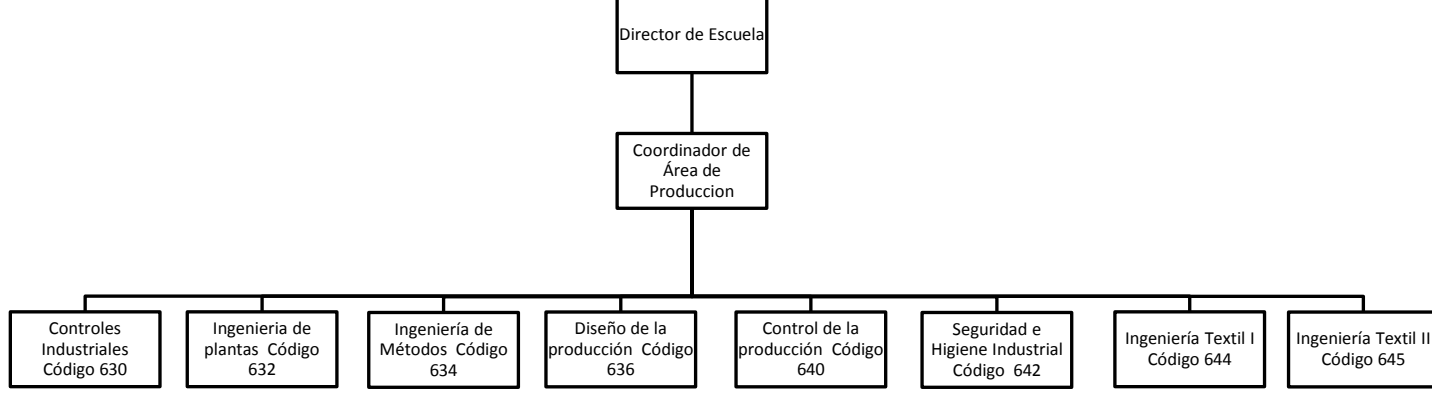 Director de Escuela
Coordinador de
Área de
Produccion
Controles
Industriales
Código 630
Ingenieria de
plantas Código
632
Ingeniería de
Métodos Código
634
Diseño de la
producción Código
636
Control de la
producción Código
640
Seguridad e
Higiene Industrial
Código 642
Ingeniería Textil I
Código 644
Ingeniería Textil II
Código 645